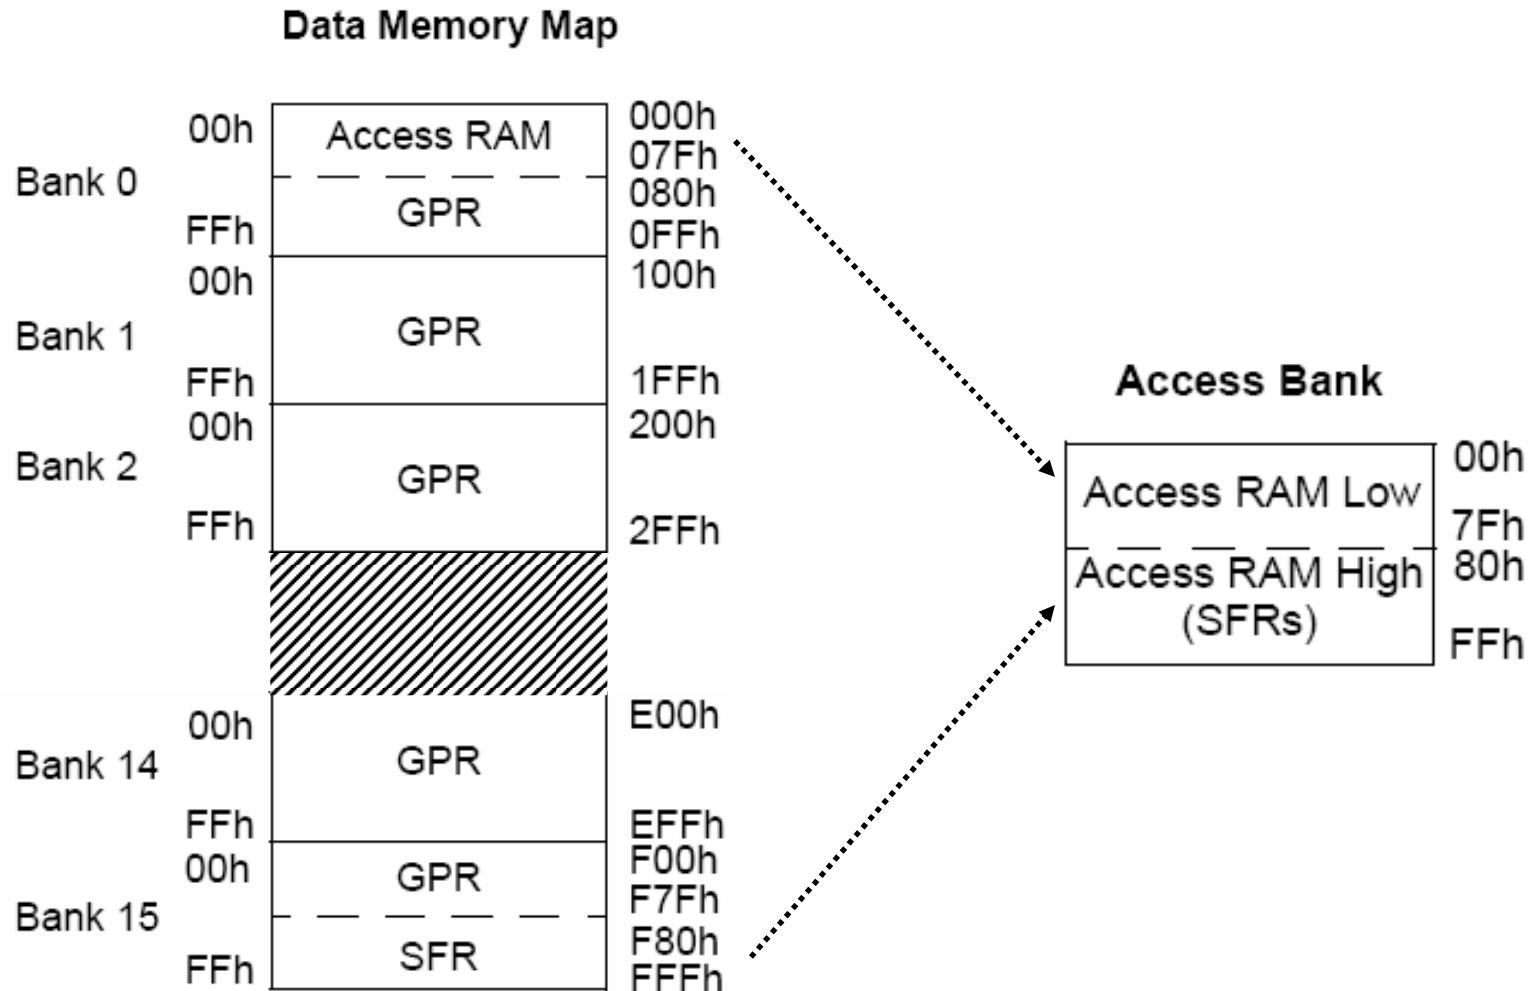 Data Memory Map
Bank 0
00h
FFh
Access RAM
GPR
000h
07Fh
080h
0FFh
Bank 1
00h
FFh
GPR
100h
1FFh
Bank 2
00h
FFh
GPR
200h
2FFh
Bank 14
00h
FFh
GPR
E00h
EFFh
Bank 15
00h
FFh
GPR
SFR
F00h
F7Fh
F80h
FFFh
Access Bank
Access RAM Low
00h
7Fh
Access RAM High
(SFRs)
80h
FFh